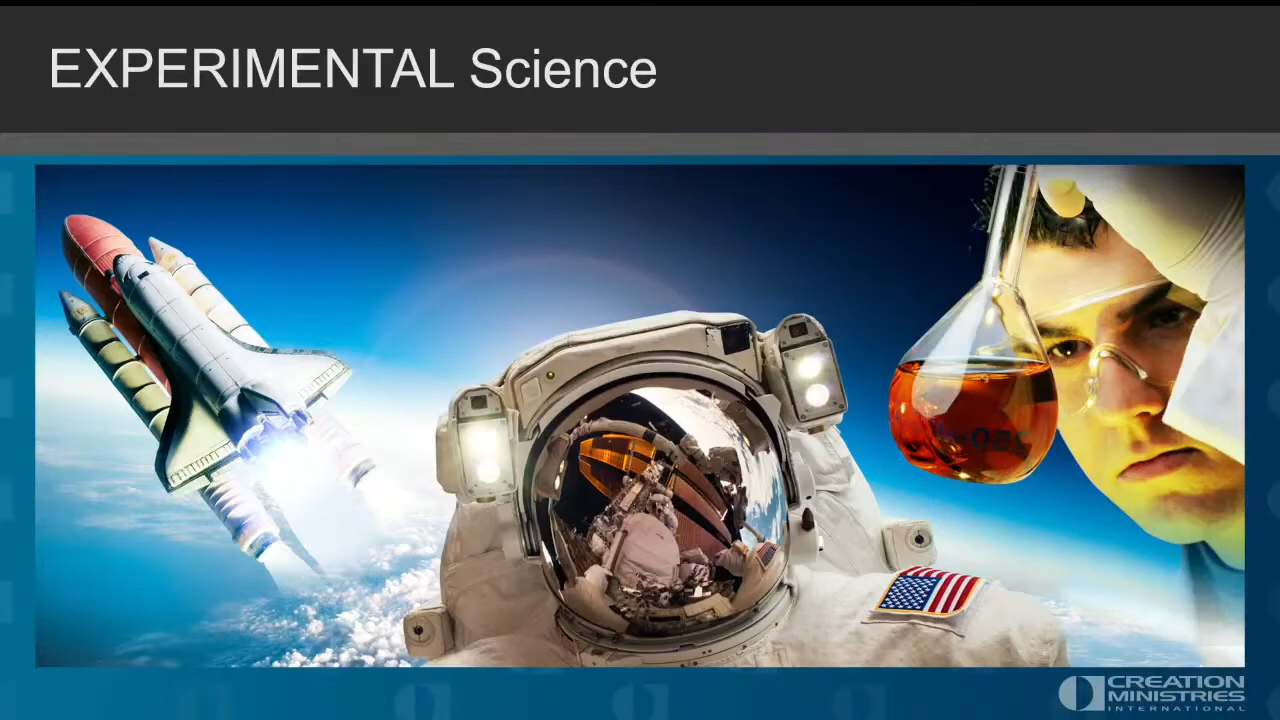 EXPERIMENTAL Science
CREATION
MINISTRIES
INTERNATIONAL